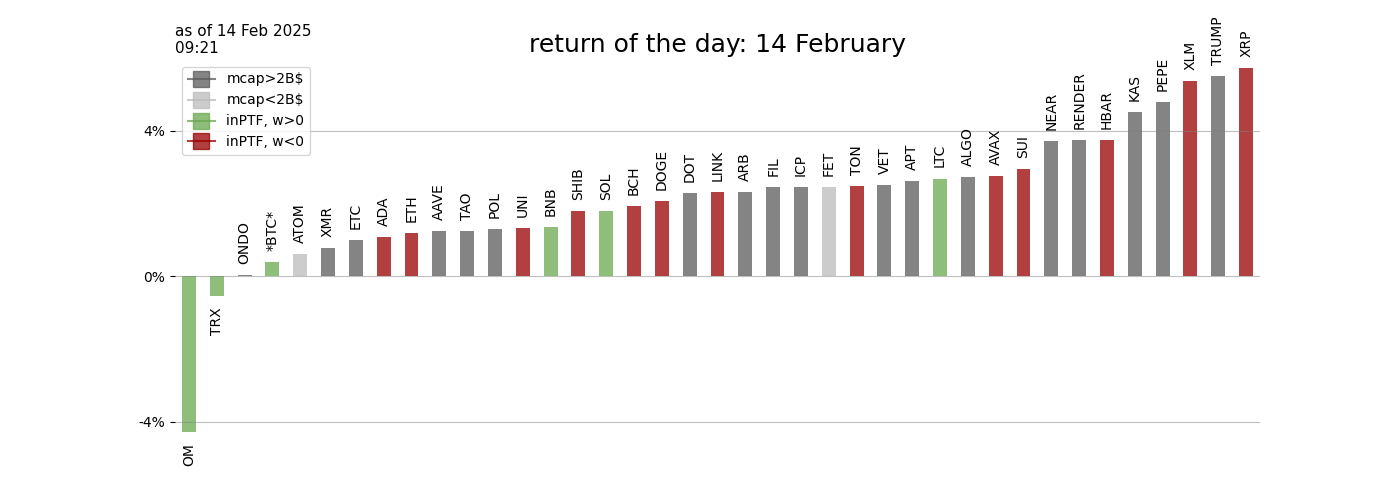 as of 14 Feb 2025
09:21
return of the day: 14 February
mcap>2B$
mcap<2B$
inPTF, w>0
inPTF, w<0
4%
0%
-4%
OM
TRX
ONDO
*BTC*
ATOM
XMR
ETC
ADA
ETH
AAVE
TAO
POL
UNI
BNB
SHIB
SOL
BCH
DOGE
DOT
LINK
ARB
FIL
ICP
FET
TON
VET
APT
LTC
ALGO
AVAX
SUI
NEAR
RENDER
HBAR
KAS
PEPE
XLM
TRUMP
XRP